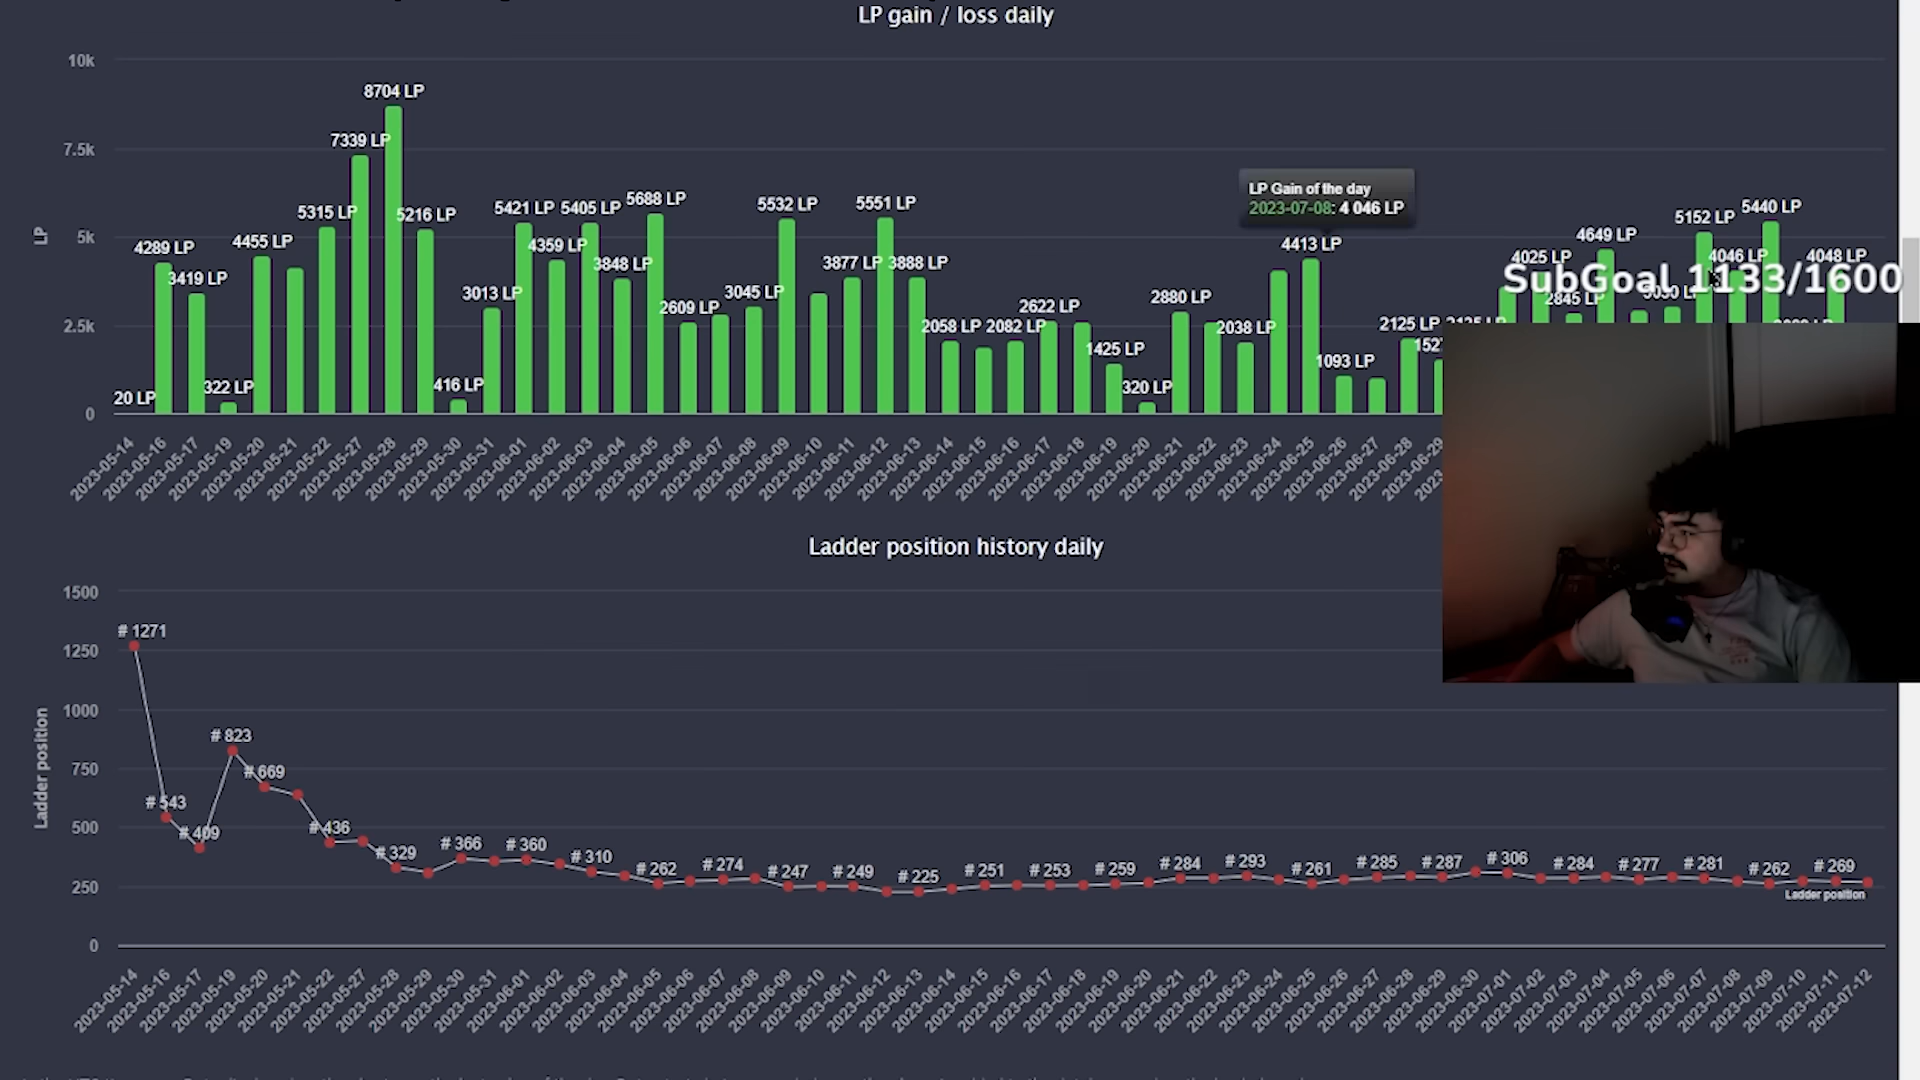 LP gain / loss daily
10k
7.5k
5k
2.5k
0
LP
20 LP
4289 LP
3419 LP
322 LP
4455 LP
5315 LP
7339 LP
8704 LP
5216 LP
416 LP
3013 LP
5421 LP
4359 LP
5405 LP
3848 LP
5688 LP
2609 LP
3045 LP
5532 LP
3877 LP
5551 LP
3888 LP
2058 LP
2082 LP
2622 LP
1425 LP
320 LP
2880 LP
2038 LP
4413 LP
1093 LP
2125 LP
4025 LP
2845 LP
4649 LP
5152 LP
4046 LP
5440 LP
4048 LP
LP Gain of the day
2023-07-08: 4 046 LP
SubGoal 1133/1600
2023-05-14
2023-05-16
2023-05-17
2023-05-19
2023-05-20
2023-05-21
2023-05-22
2023-05-27
2023-05-28
2023-05-29
2023-05-30
2023-05-31
2023-06-01
2023-06-02
2023-06-03
2023-06-04
2023-06-05
2023-06-06
2023-06-07
2023-06-08
2023-06-09
2023-06-10
2023-06-11
2023-06-12
2023-06-13
2023-06-14
2023-06-15
2023-06-16
2023-06-17
2023-06-18
2023-06-19
2023-06-20
2023-06-21
2023-06-22
2023-06-23
2023-06-24
2023-06-25
2023-06-26
2023-06-27
2023-06-28
2023-06-29
Ladder position history daily
1500
1250
1000
750
500
250
0
Ladder position
# 1271
# 543
# 409
# 823
# 669
# 436
# 329
# 366
# 360
# 310
# 262
# 274
# 247
# 249
# 225
# 251
# 253
# 259
# 284
# 293
# 261
# 285
# 287
# 306
# 284
# 277
# 281
# 262
# 269
Ladder position
2023-05-14
2023-05-16
2023-05-17
2023-05-19
2023-05-20
2023-05-21
2023-05-22
2023-05-27
2023-05-28
2023-05-29
2023-05-30
2023-05-31
2023-06-01
2023-06-02
2023-06-03
2023-06-04
2023-06-05
2023-06-06
2023-06-07
2023-06-08
2023-06-09
2023-06-10
2023-06-11
2023-06-12
2023-06-13
2023-06-14
2023-06-15
2023-06-16
2023-06-17
2023-06-18
2023-06-19
2023-06-20
2023-06-21
2023-06-22
2023-06-23
2023-06-24
2023-06-25
2023-06-26
2023-06-27
2023-06-28
2023-06-29
2023-06-30
2023-07-01
2023-07-02
2023-07-03
2023-07-04
2023-07-05
2023-07-06
2023-07-07
2023-07-08
2023-07-09
2023-07-10
2023-07-11
2023-07-12